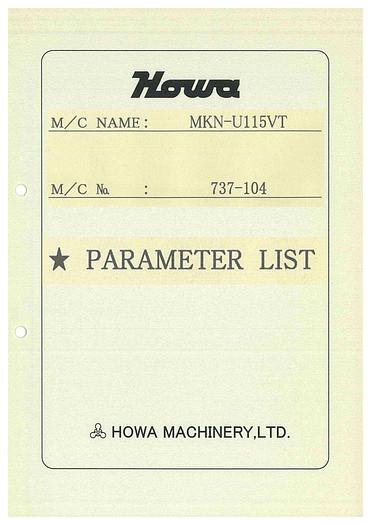 Howa
M/C NAME: MKN-U115VT
M/C № : 737-104
★ PARAMETER LIST
HOWA MACHINERY,LTD.